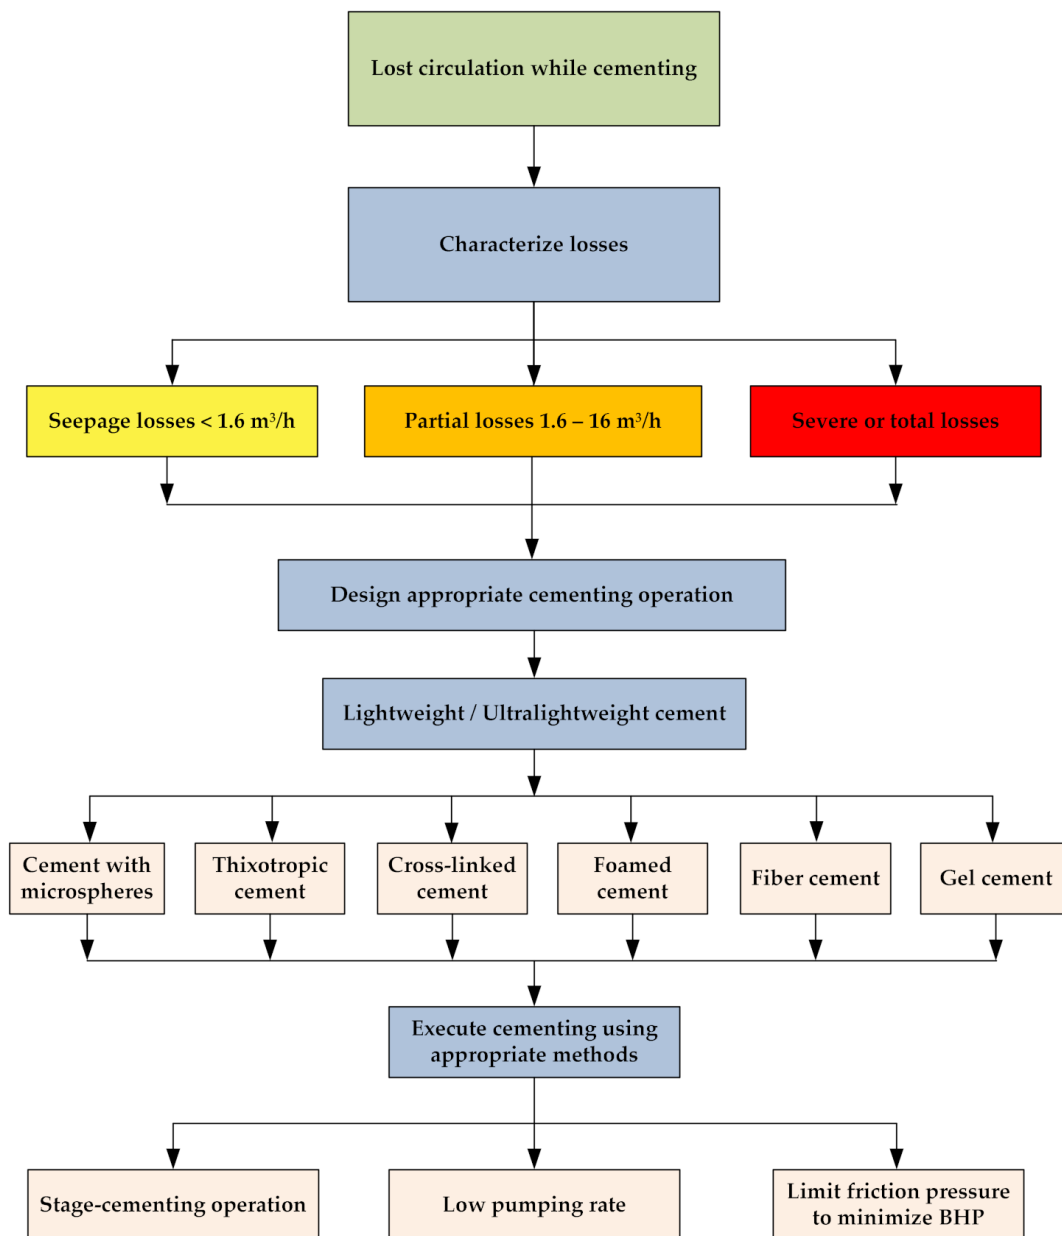 Lost circulation while cementing
Characterize losses
Seepage losses < 1.6 m³/h
Partial losses 1.6 – 16 m³/h
Severe or total losses
Design appropriate cementing operation
Lightweight / Ultralightweight cement
Cement with
microspheres
Thixotropic
cement
Cross-linked
cement
Foamed
cement
Fiber cement
Gel cement
Execute cementing using
appropriate methods
Stage-cementing operation
Low pumping rate
Limit friction pressure
to minimize BHP